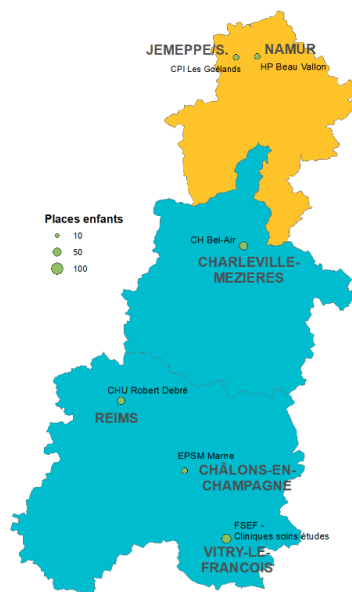 JEMEPPE/S.
NAMUR
CPI Les Goélands
HP Beau Vallon
Places enfants
10
50
100
CH Bel-Air
CHARLEVILLE-
MEZIERES
CHU Robert Debré
REIMS
EPSM Marne
CHÂLONS-EN-
CHAMPAGNE
FSEF -
Cliniques soins études
VITRY-LE-
FRANCOIS